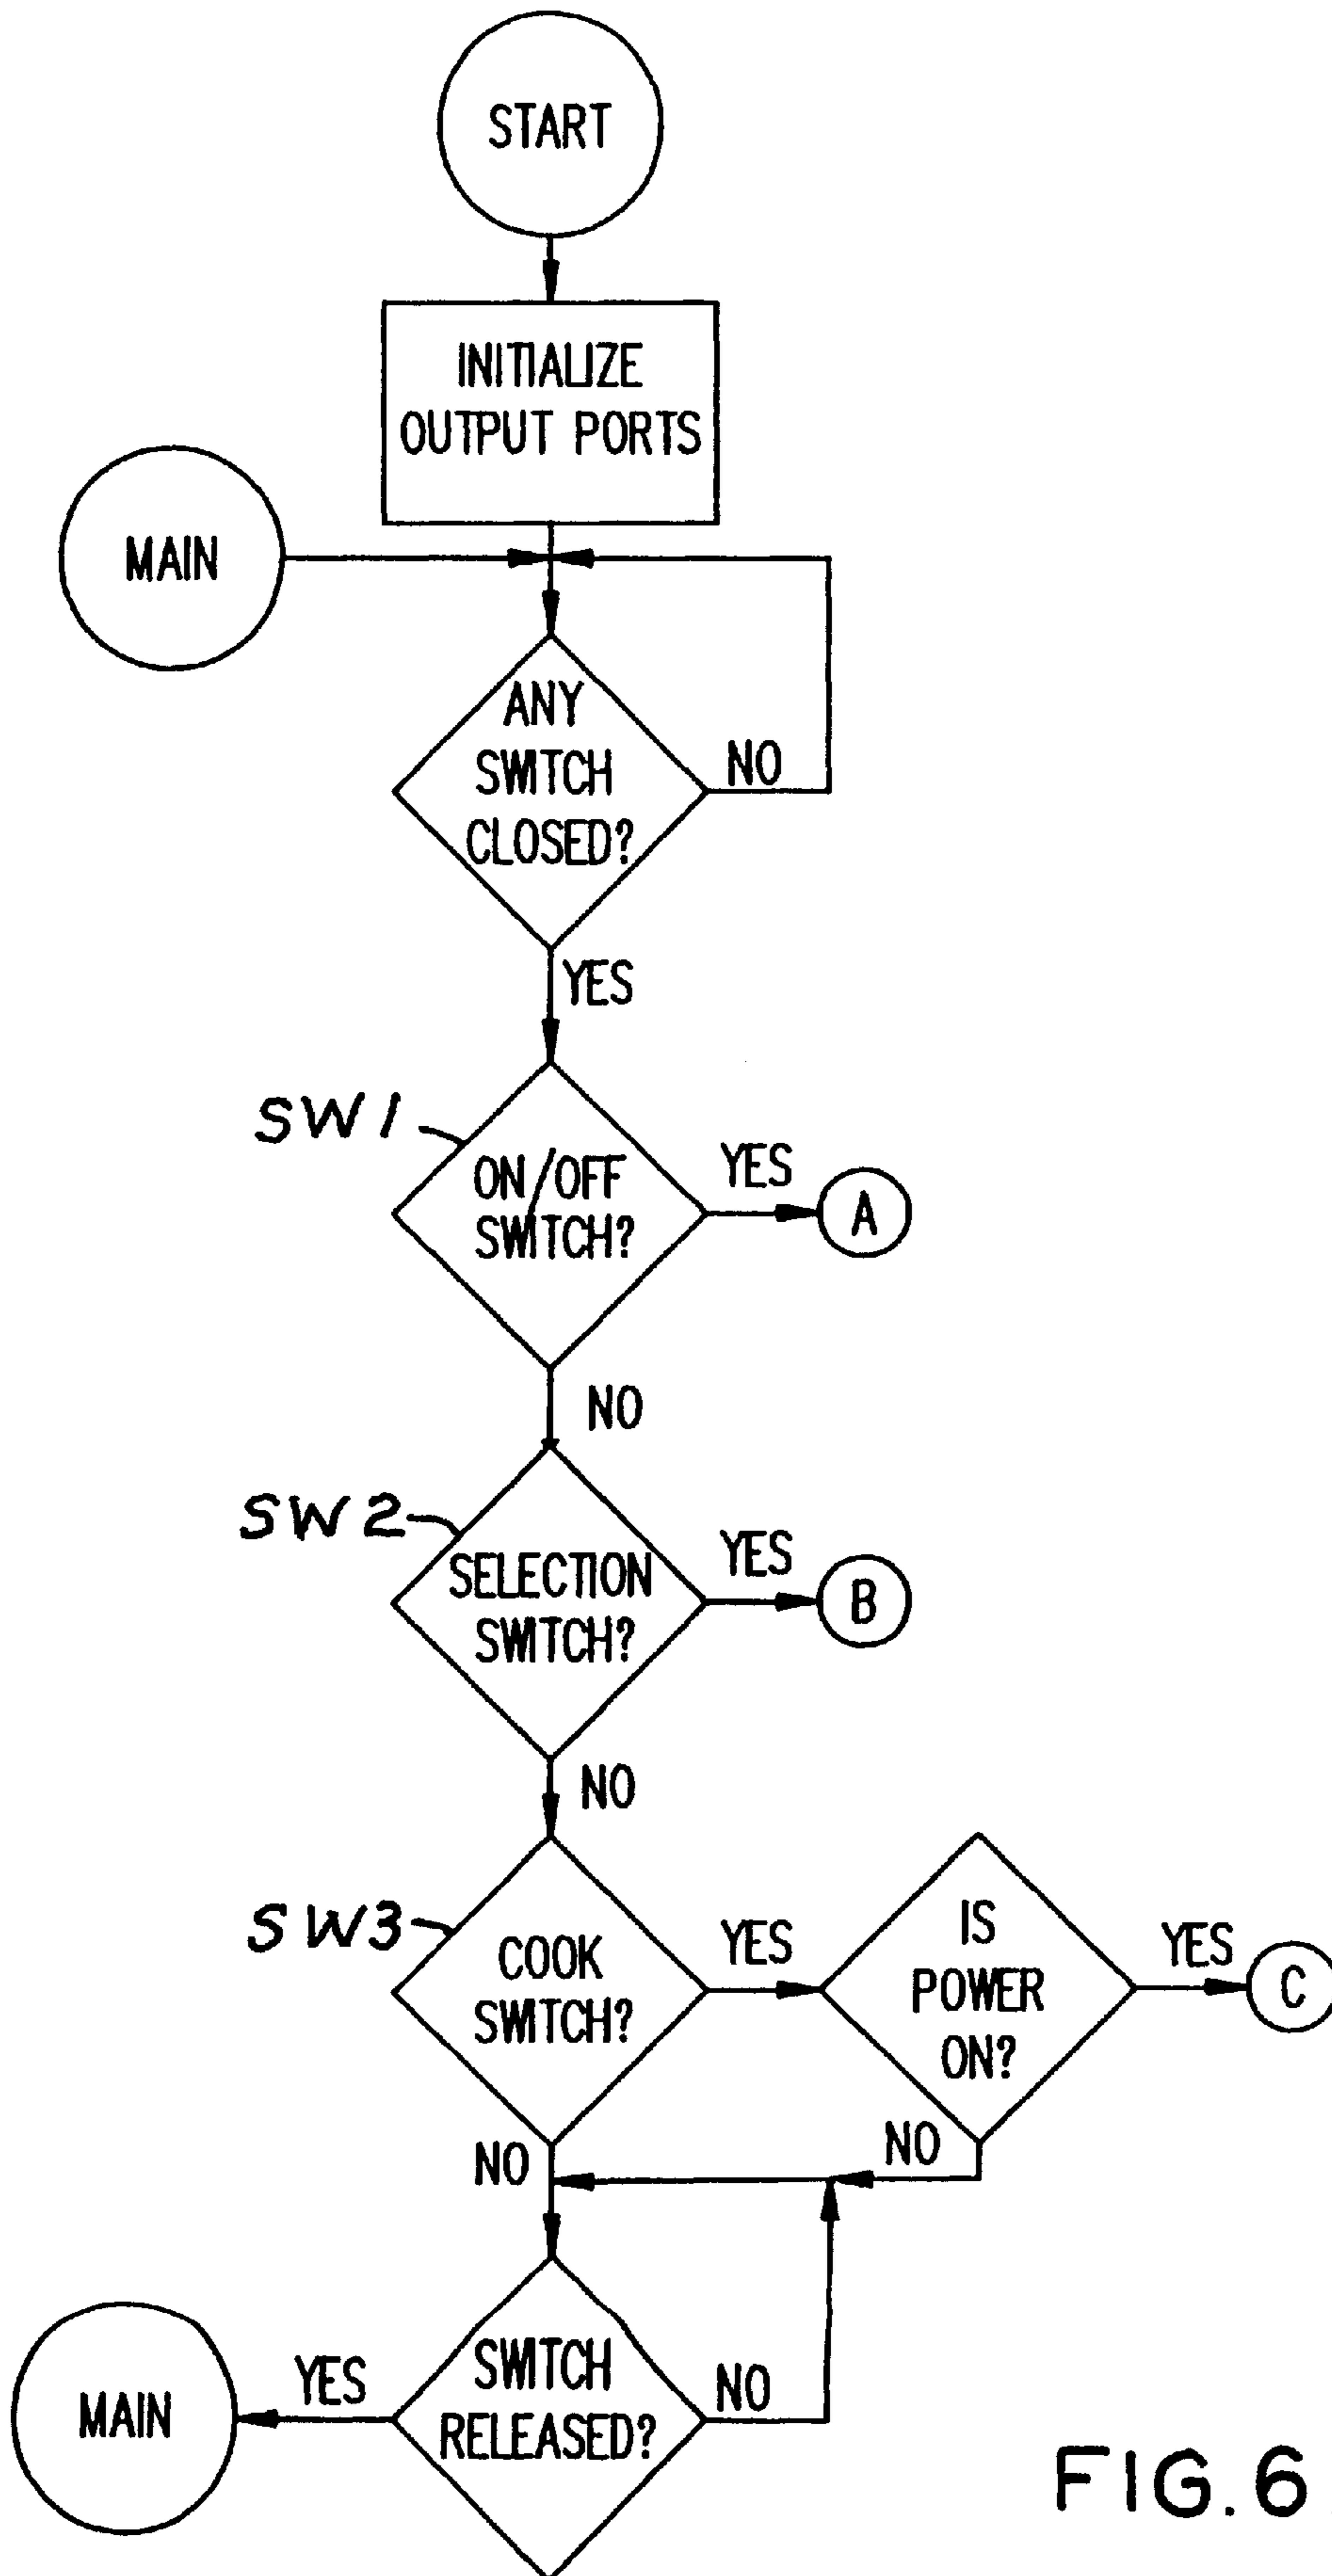 START
INITIALIZE
OUTPUT PORTS
MAIN
ANY
SWITCH
CLOSED?
NO
YES
SW1
ON/OFF
SWITCH?
YES
A
NO
SW2
SELECTION
SWITCH?
YES
B
NO
SW3
COOK
SWITCH?
YES
IS
POWER
ON?
YES
C
NO
NO
SWITCH
RELEASED?
YES
NO
MAIN
FIG. 6